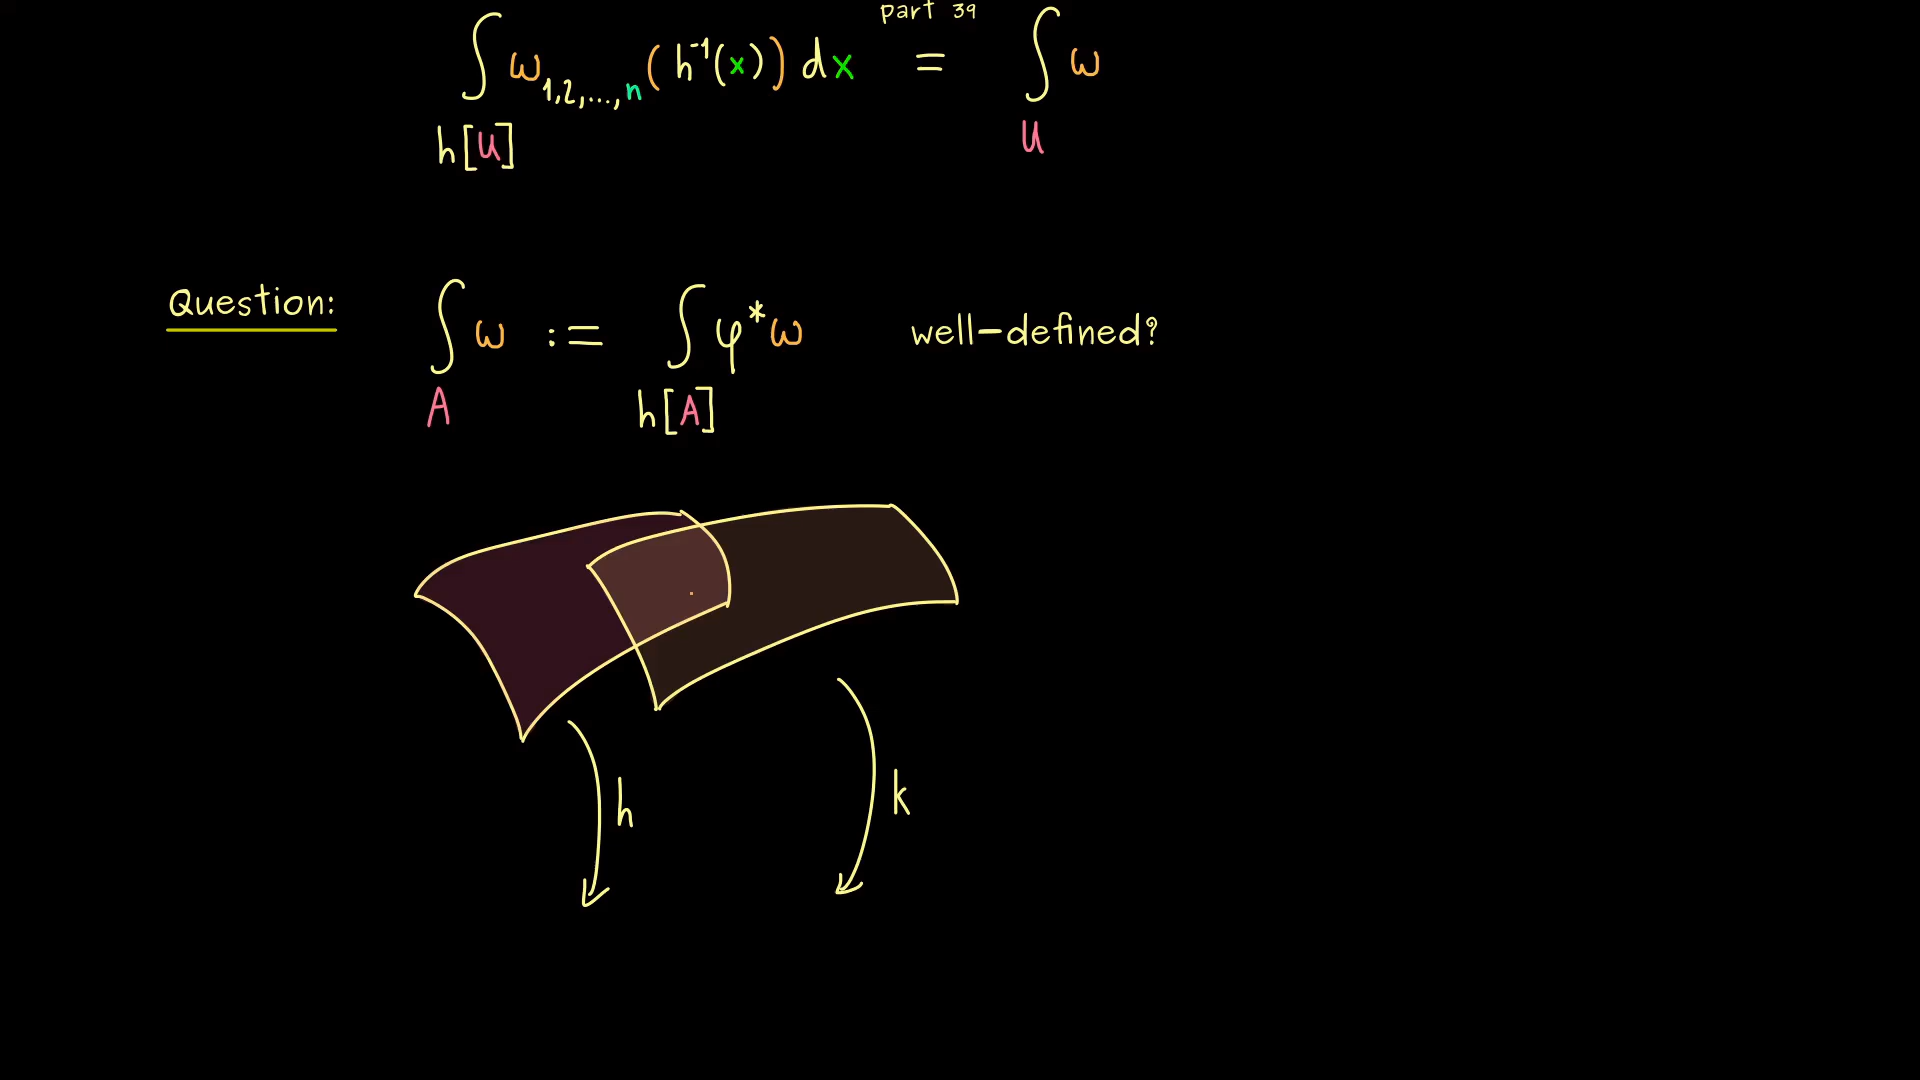 part 39
∫ ω₁,₂,...,ₙ(h⁻¹(x)) dx = ∫ ω
h[U] U
Question: ∫ ω := ∫ φ*ω well-defined?
A h[A]
h k